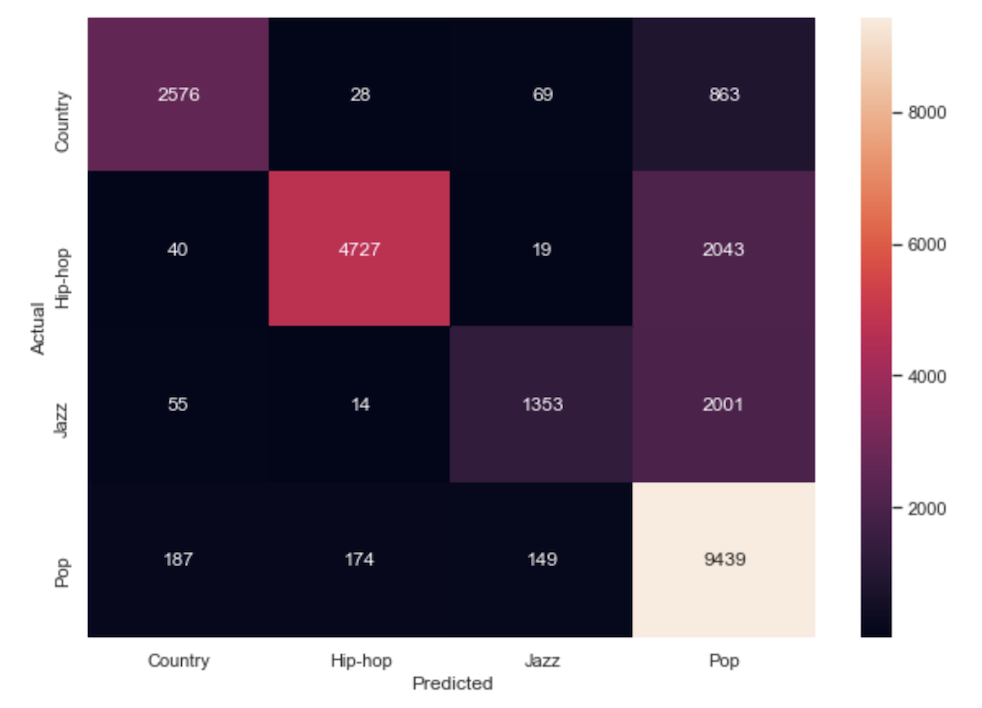 Actual
Country
2576 28 69 863
Hip-hop
40 4727 19 2043
Jazz
55 14 1353 2001
Pop
187 174 149 9439
Country Hip-hop Jazz Pop
Predicted
8000
6000
4000
2000